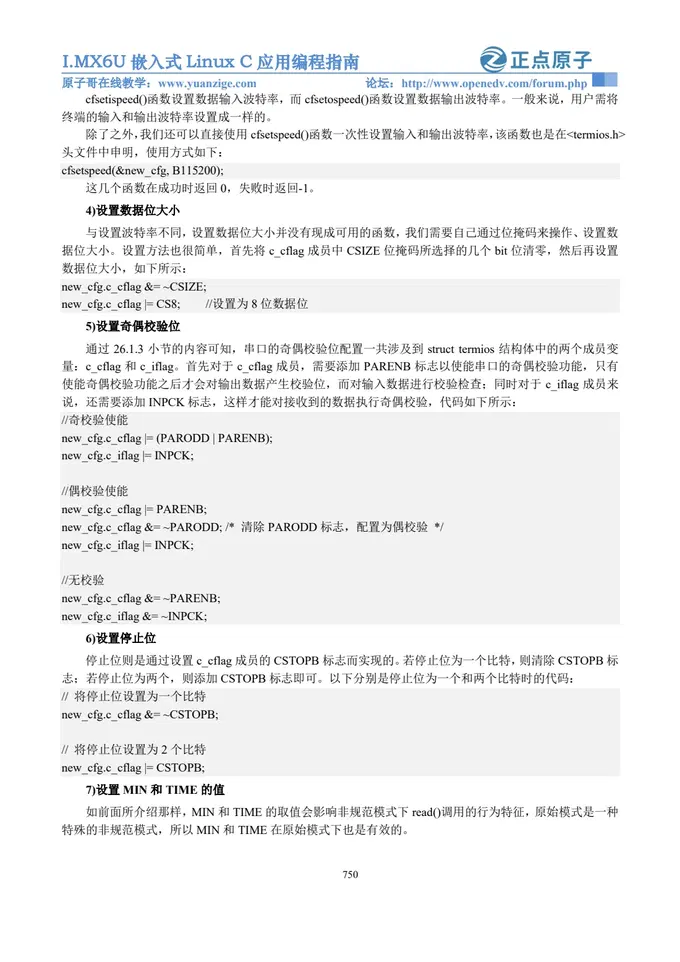 I.MX6U 嵌入式 Linux C 应用编程指南
正点原子
原子哥在线教学：www.yuanzige.com 论坛：http://www.openedv.com/forum.php
cfsetispeed()函数设置数据输入波特率，而 cfsetospeed()函数设置数据输出波特率。一般来说，用户需将
终端的输入和输出波特率设置成一样的。
除了之外，我们还可以直接使用 cfsetspeed()函数一次性设置输入和输出波特率，该函数也是在<termios.h>
头文件中申明，使用方式如下：
cfsetspeed(&new_cfg, B115200);
这几个函数在成功时返回 0，失败时返回-1。
4)设置数据位大小
与设置波特率不同，设置数据位大小并没有现成可用的函数，我们需要自己通过位掩码来操作、设置数
据位大小。设置方法也很简单，首先将 c_cflag 成员中 CSIZE 位掩码所选择的几个 bit 位清零，然后再设置
数据位大小，如下所示：
new_cfg.c_cflag &= ~CSIZE;
new_cfg.c_cflag |= CS8; //设置为 8 位数据位
5)设置奇偶校验位
通过 26.1.3 小节的内容可知，串口的奇偶校验位配置一共涉及到 struct termios 结构体中的两个成员变
量：c_cflag 和 c_iflag。首先对于 c_cflag 成员，需要添加 PARENB 标志以使能串口的奇偶校验功能，只有
使能奇偶校验功能之后才会对输出数据产生校验位，而对输入数据进行校验检查；同时对于 c_iflag 成员来
说，还需要添加 INPCK 标志，这样才能对接收到的数据执行奇偶校验，代码如下所示：
//奇校验使能
new_cfg.c_cflag |= (PARODD | PARENB);
new_cfg.c_iflag |= INPCK;
//偶校验使能
new_cfg.c_cflag |= PARENB;
new_cfg.c_cflag &= ~PARODD; /* 清除 PARODD 标志，配置为偶校验 */
new_cfg.c_iflag |= INPCK;
//无校验
new_cfg.c_cflag &= ~PARENB;
new_cfg.c_iflag &= ~INPCK;
6)设置停止位
停止位则是通过设置 c_cflag 成员的 CSTOPB 标志而实现的。若停止位为一个比特，则清除 CSTOPB 标
志；若停止位为两个，则添加 CSTOPB 标志即可。以下分别是停止位为一个和两个比特时的代码：
// 将停止位设置为一个比特
new_cfg.c_cflag &= ~CSTOPB;
// 将停止位设置为 2 个比特
new_cfg.c_cflag |= CSTOPB;
7)设置 MIN 和 TIME 的值
如前面所介绍那样，MIN 和 TIME 的取值会影响非规范模式下 read()调用的行为特征，原始模式是一种
特殊的非规范模式，所以 MIN 和 TIME 在原始模式下也是有效的。
750